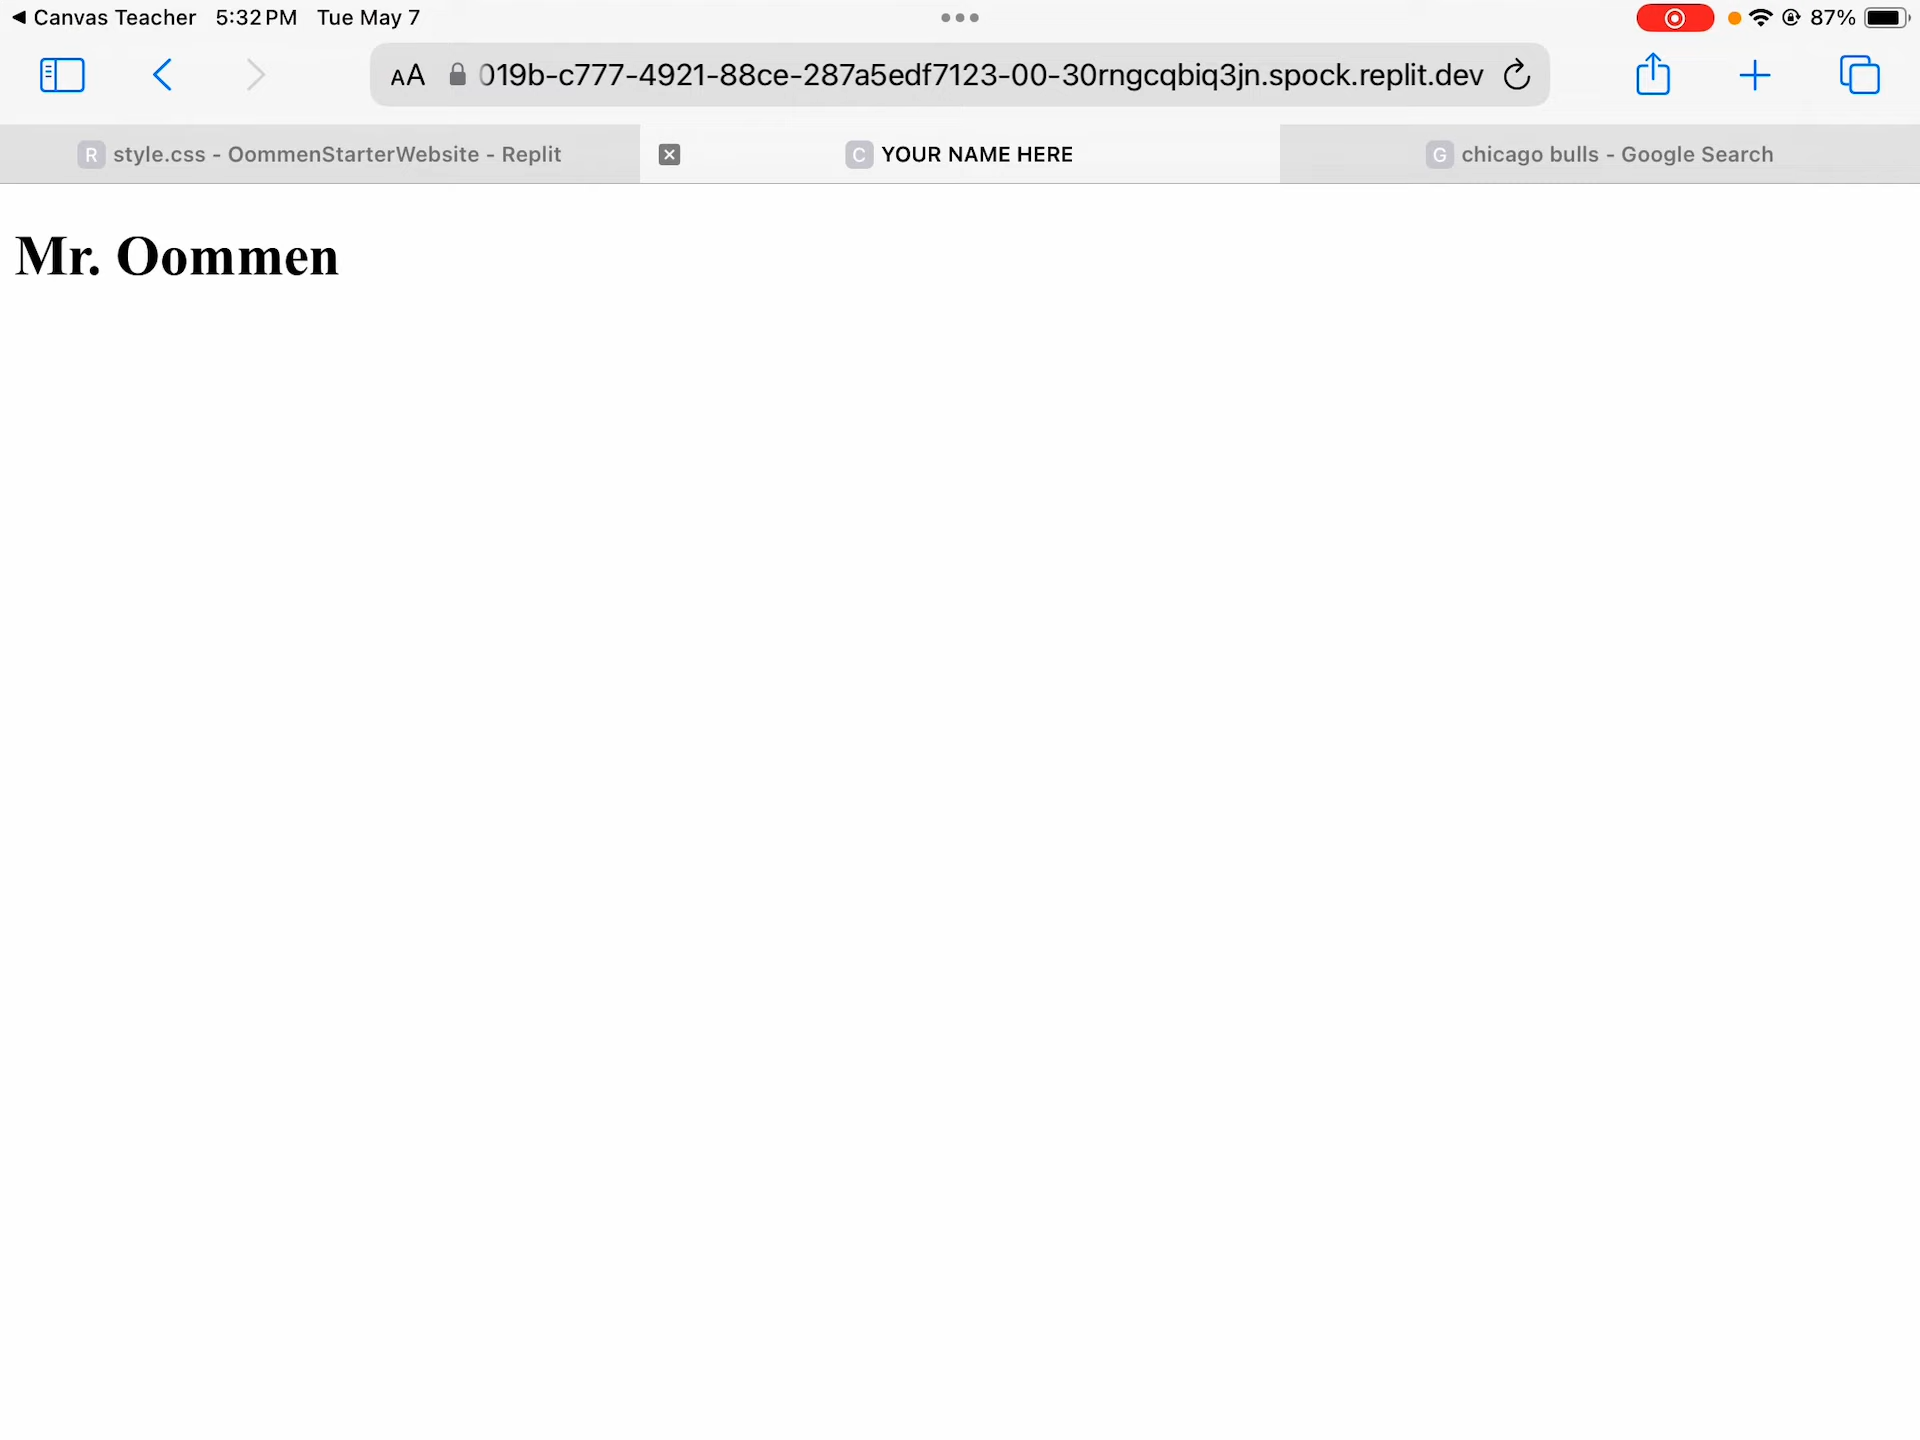 ◀ Canvas Teacher 5:32 PM Tue May 7
87%
AA 019b-c777-4921-88ce-287a5edf7123-00-30rngcqbiq3jn.spock.replit.dev
R style.css - OommenStarterWebsite - Replit
C YOUR NAME HERE
G chicago bulls - Google Search
Mr. Oommen